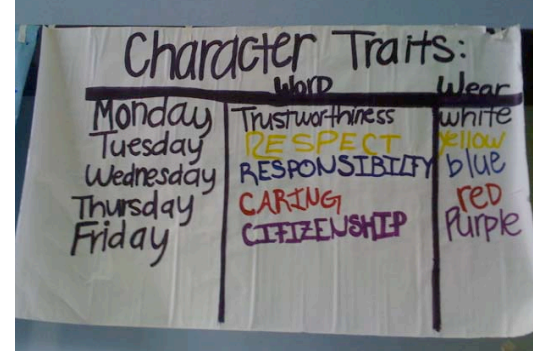 Character Traits:
Word Wear
Monday Trustworthiness white
Tuesday RESPECT yellow
Wednesday RESPONSIBILITY blue
Thursday CARING red
Friday CITIZENSHIP Purple